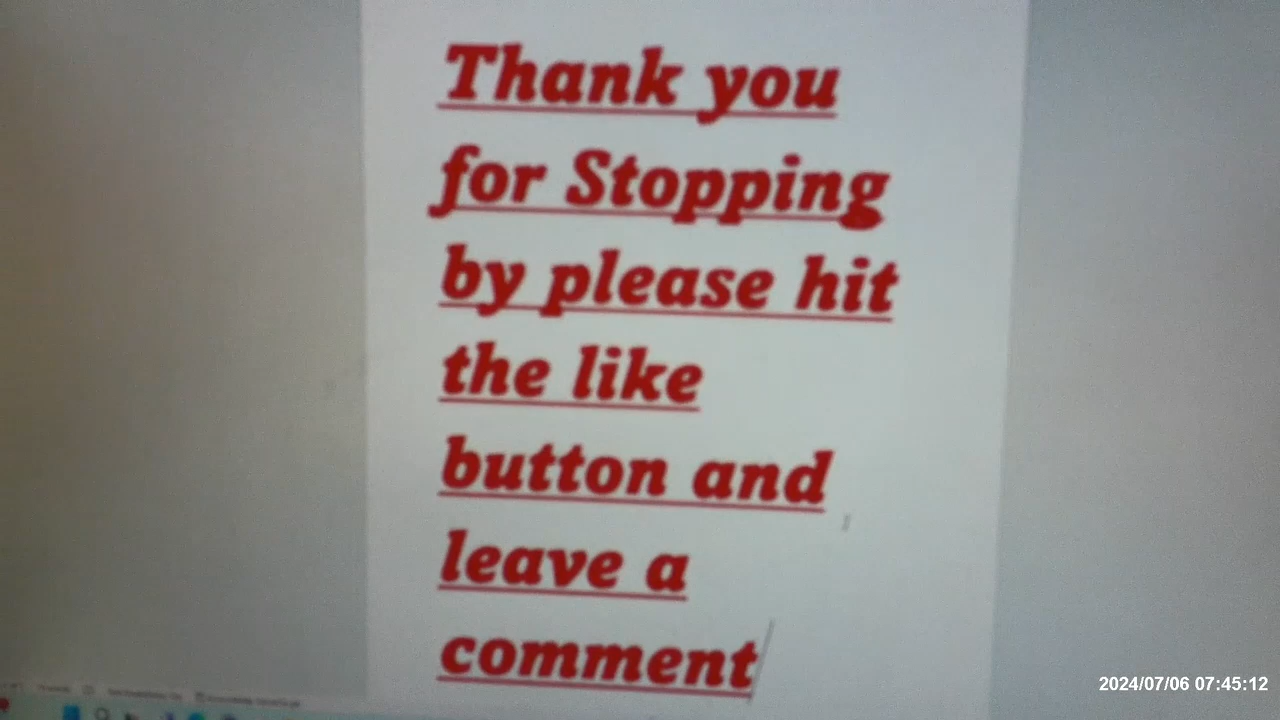 Thank you
for Stopping
by please hit
the like
button and
leave a
comment
2024/07/06 07:45:12